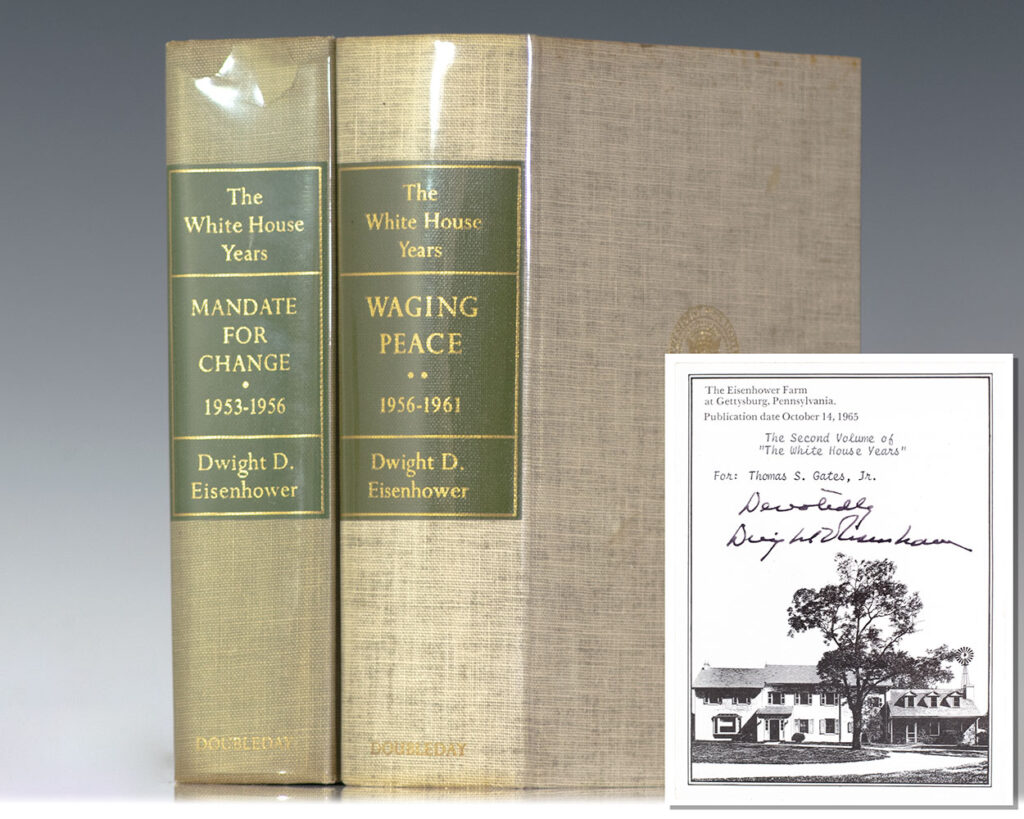 The
White House
Years
MANDATE
FOR
CHANGE
•
1953-1956
Dwight D.
Eisenhower
DOUBLEDAY
The
White House
Years
WAGING
PEACE
• •
1956-1961
Dwight D.
Eisenhower
DOUBLEDAY
The Eisenhower Farm
at Gettysburg, Pennsylvania.
Publication date October 14, 1965
The Second Volume of
"The White House Years"
For: Thomas S. Gates, Jr.
Devotedly
Dwight D Eisenhower